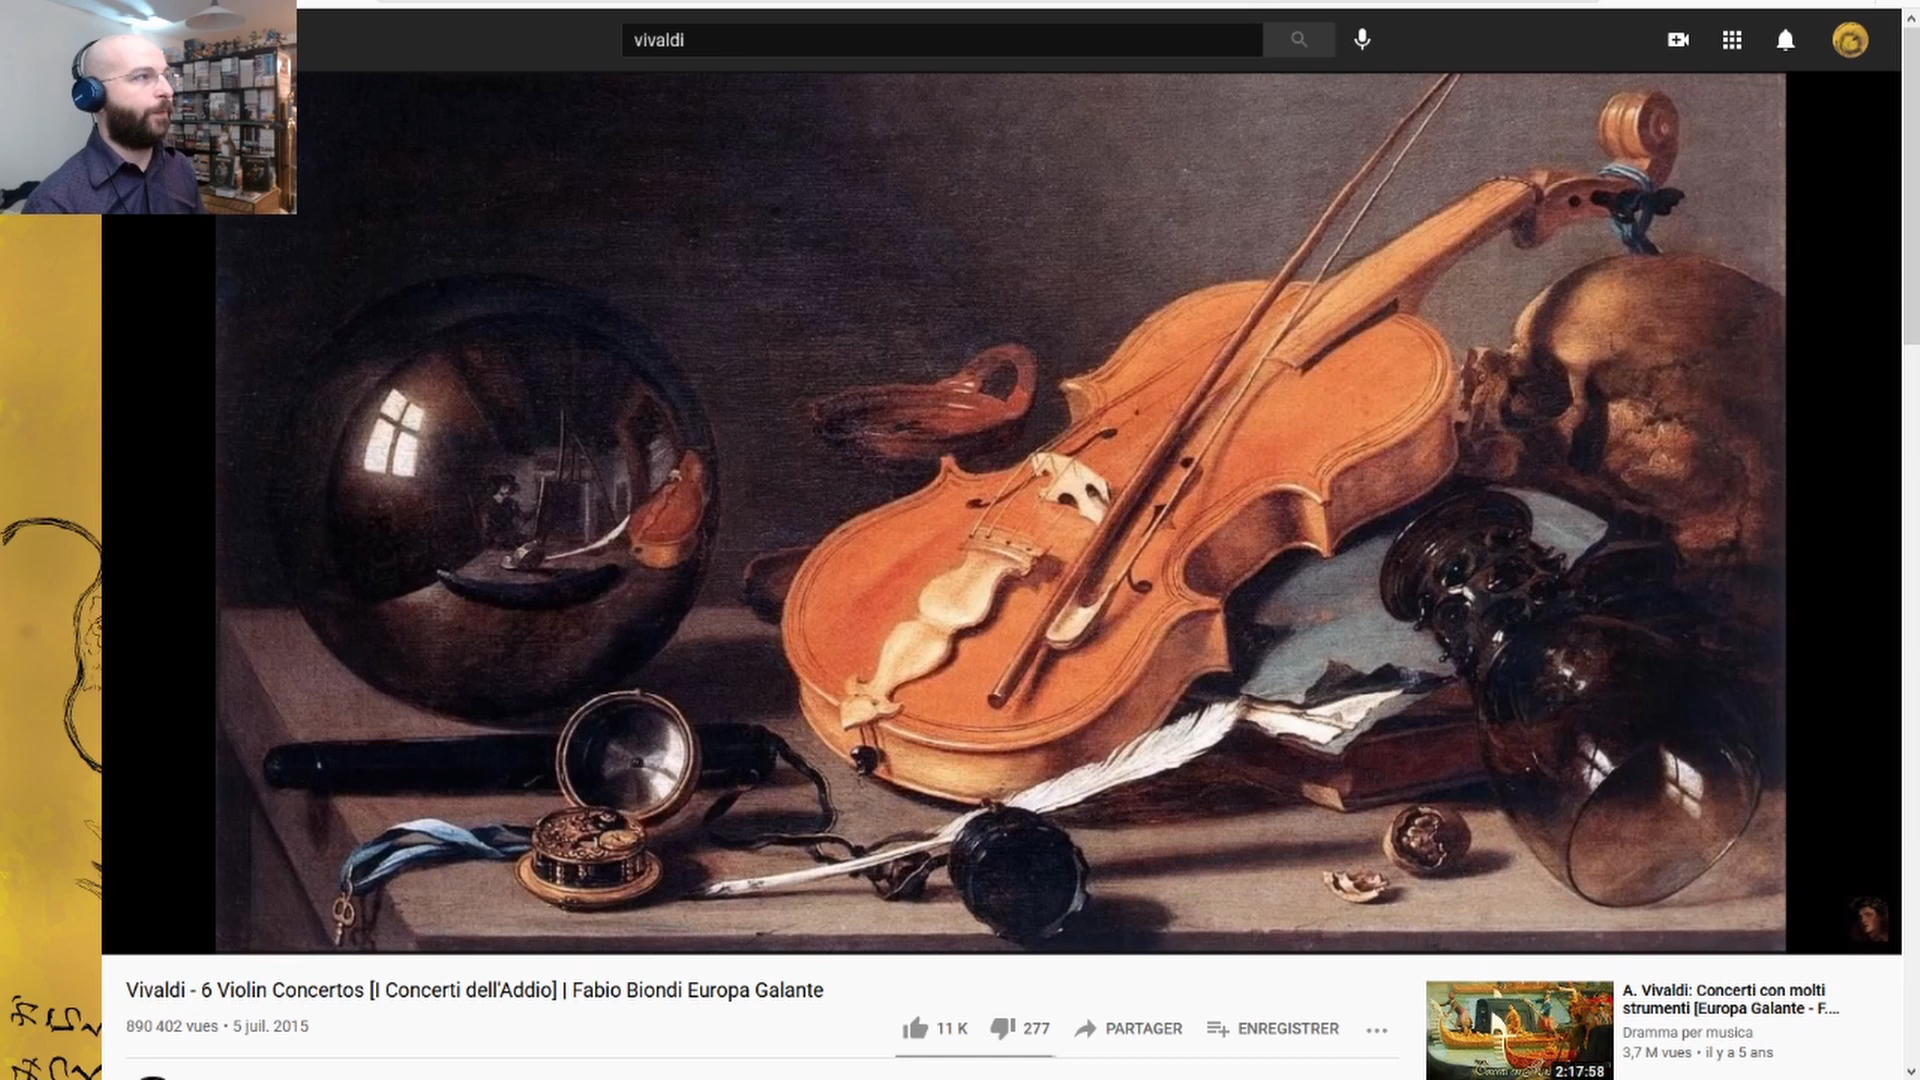 vivaldi
Vivaldi - 6 Violin Concertos [I Concerti dell'Addio] | Fabio Biondi Europa Galante
890 402 vues • 5 juil. 2015
11 K
277
PARTAGER
ENREGISTRER
A. Vivaldi: Concerti con molti
strumenti [Europa Galante - F....
Dramma per musica
3,7 M vues • il y a 5 ans
2:17:58